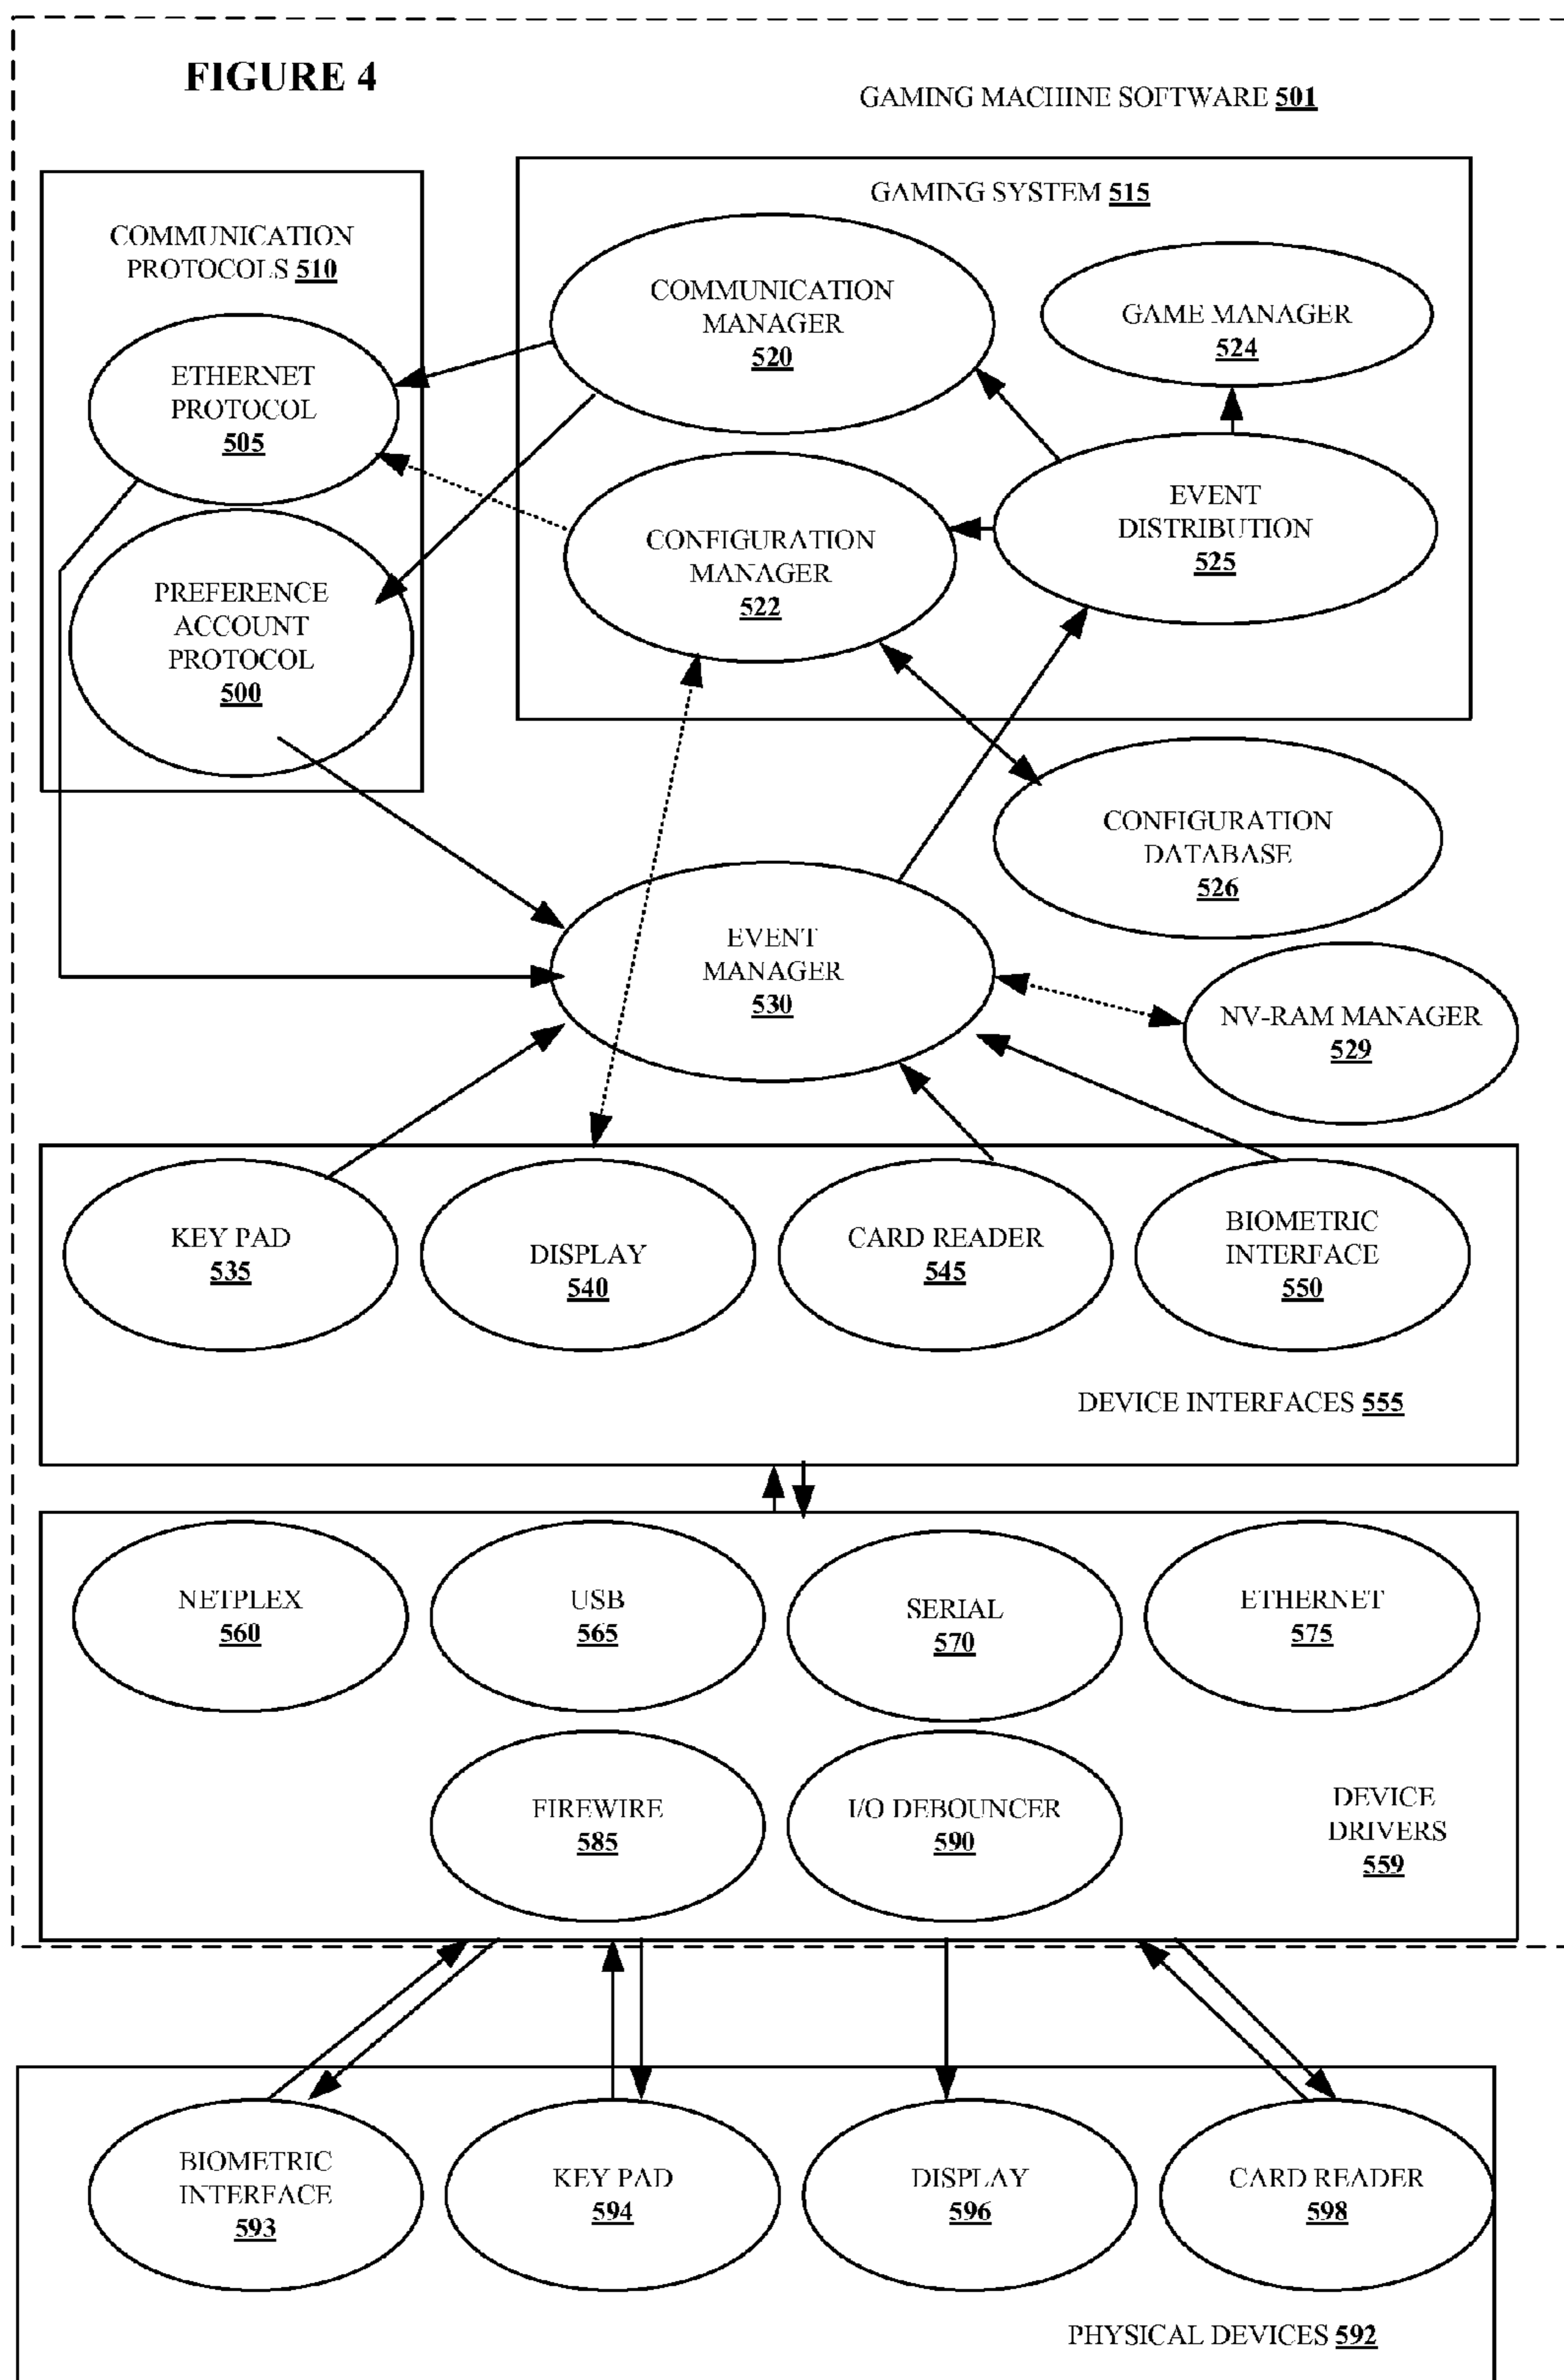 FIGURE 4
GAMING MACHINE SOFTWARE 501
COMMUNICATION
PROTOCOLS 510
ETHERNET
PROTOCOL
505
PREFERENCE
ACCOUNT
PROTOCOL
500
GAMING SYSTEM 515
COMMUNICATION
MANAGER
520
GAME MANAGER
524
CONFIGURATION
MANAGER
522
EVENT
DISTRIBUTION
525
CONFIGURATION
DATABASE
526
EVENT
MANAGER
530
NV-RAM MANAGER
529
KEY PAD
535
DISPLAY
540
CARD READER
545
BIOMETRIC
INTERFACE
550
DEVICE INTERFACES 555
NETPLEX
560
USB
565
SERIAL
570
ETHERNET
575
FIREWIRE
585
I/O DEBOUNCER
590
DEVICE
DRIVERS
559
BIOMETRIC
INTERFACE
593
KEY PAD
594
DISPLAY
596
CARD READER
598
PHYSICAL DEVICES 592